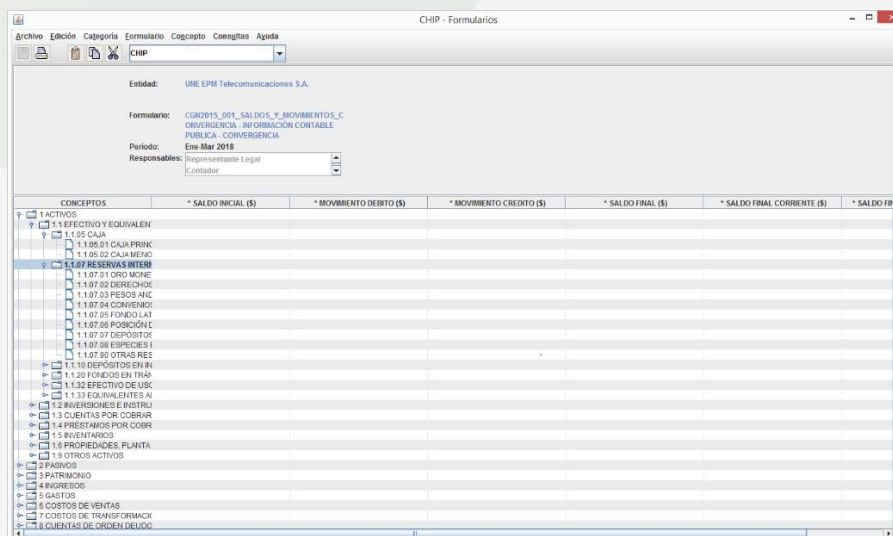 CHIP - Formularios
Archivo Edición Categoria Formulario Concepto Consultas Ayuda
CHIP
Entidad: UNE EPM Telecomunicaciones S.A.
Formulario: CGN2015_001_SALDOS_Y_MOVIMIENTOS_C
ONVERGENCIA - INFORMACIÓN CONTABLE
PUBLICA - CONVERGENCIA
Periodo: Ene-Mar 2018
Responsables: Representante Legal
Contador
CONCEPTOS * SALDO INICIAL ($) * MOVIMIENTO DEBITO ($) * MOVIMIENTO CREDITO ($) * SALDO FINAL ($) * SALDO FINAL CORRIENTE ($) * SALDO FIN
1 ACTIVOS
1.1 EFECTIVO Y EQUIVALEN
1.1.05 CAJA
1.1.05.01 CAJA PRINC
1.1.05.02 CAJA MENO
1.1.07 RESERVAS INTERN
1.1.07.01 ORO MONE
1.1.07.02 DERECHOS
1.1.07.03 PESOS AND
1.1.07.04 CONVENIOS
1.1.07.05 FONDO LAT
1.1.07.06 POSICIÓN D
1.1.07.07 DEPÓSITOS
1.1.07.08 ESPECIES
1.1.07.90 OTRAS RES
1.1.10 DEPÓSITOS EN IN
1.1.20 FONDOS EN TRÁN
1.1.32 EFECTIVO DE USO
1.1.33 EQUIVALENTES AL
1.2 INVERSIONES E INSTRU
1.3 CUENTAS POR COBRAR
1.4 PRÉSTAMOS POR COBR
1.5 INVENTARIOS
1.6 PROPIEDADES, PLANTA
1.9 OTROS ACTIVOS
2 PASIVOS
3 PATRIMONIO
4 INGRESOS
5 GASTOS
6 COSTOS DE VENTAS
7 COSTOS DE TRANSFORMACI
8 CUENTAS DE ORDEN DEUDO